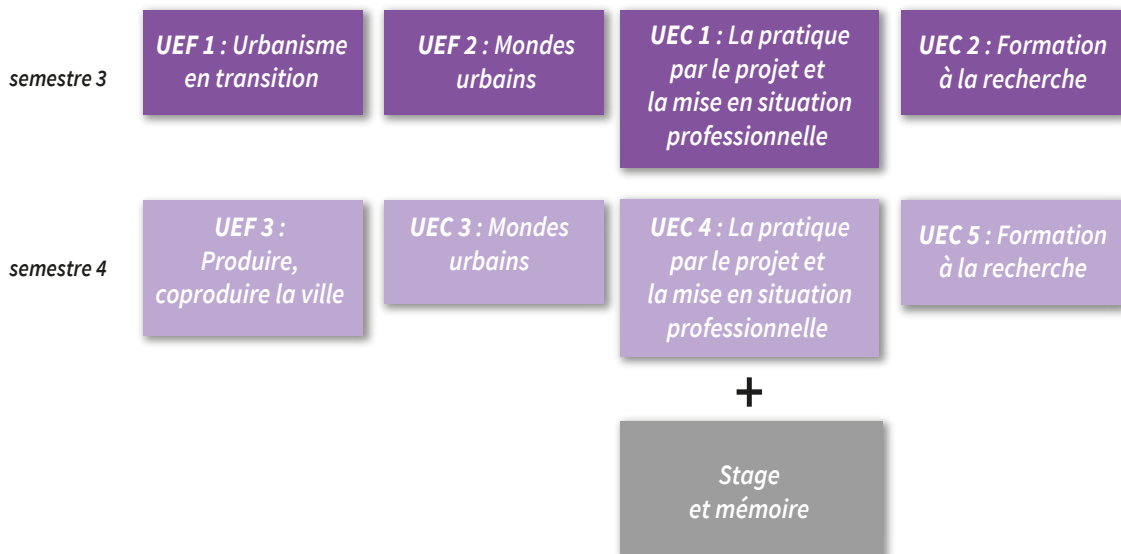 semestre 3
UEF 1 : Urbanisme
en transition
UEF 2 : Mondes
urbains
UEC 1 : La pratique
par le projet et
la mise en situation
professionnelle
UEC 2 : Formation
à la recherche
semestre 4
UEF 3 :
Produire,
coproduire la ville
UEC 3 : Mondes
urbains
UEC 4 : La pratique
par le projet et
la mise en situation
professionnelle
UEC 5 : Formation
à la recherche
+
Stage
et mémoire